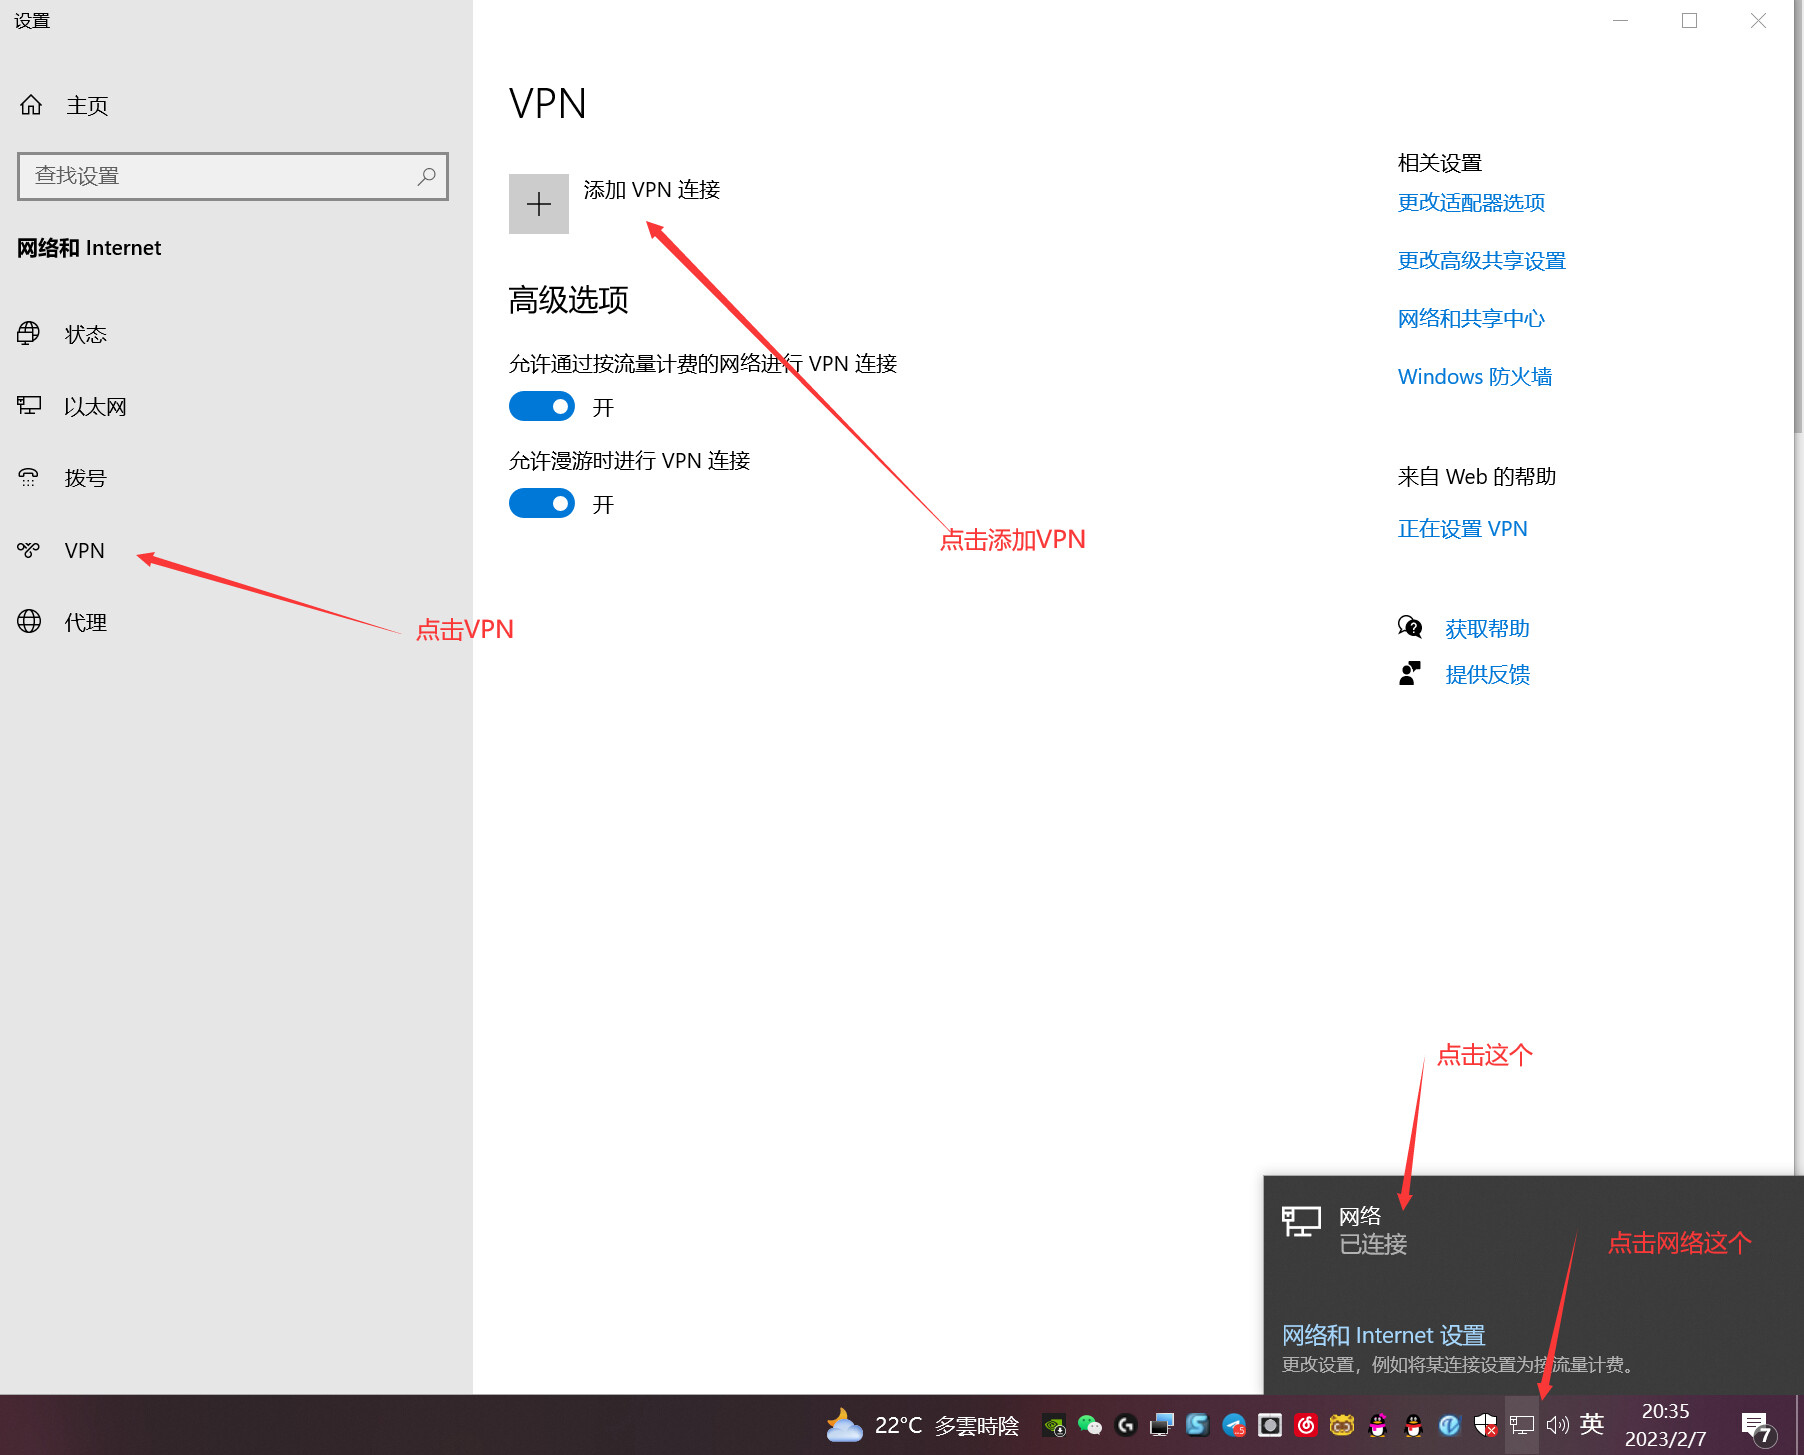 设置
主页
查找设置
网络和 Internet
状态
以太网
拨号
VPN
代理
点击VPN
VPN
添加 VPN 连接
高级选项
允许通过按流量计费的网络进行 VPN 连接
开
允许漫游时进行 VPN 连接
开
点击添加VPN
相关设置
更改适配器选项
更改高级共享设置
网络和共享中心
Windows 防火墙
来自 Web 的帮助
正在设置 VPN
获取帮助
提供反馈
点击这个
网络
已连接
点击网络这个
网络和 Internet 设置
更改设置，例如将某连接设置为按流量计费。
22°C 多雲時陰
英
20:35
2023/2/7
7